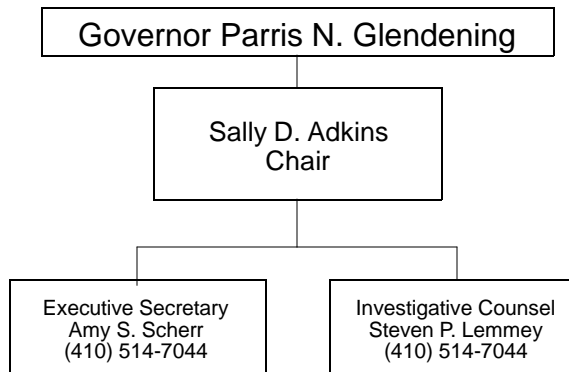 Governor Parris N. Glendening
Sally D. Adkins
Chair
Executive Secretary
Amy S. Scherr
(410) 514-7044
Investigative Counsel
Steven P. Lemmey
(410) 514-7044